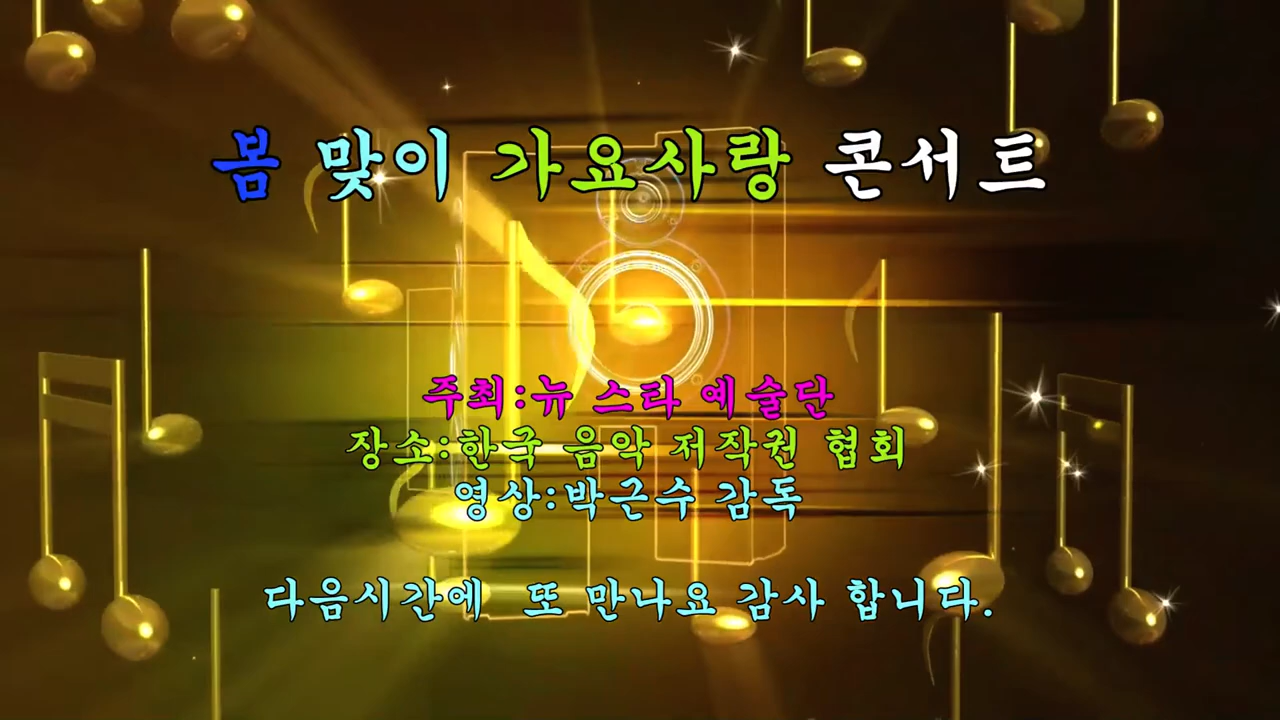 봄 맞이 가요사랑 콘서트
주최:뉴 스타 예술단
장소:한국 음악 저작권 협회
영상:박근수 감독
다음시간에 또 만나요 감사 합니다.